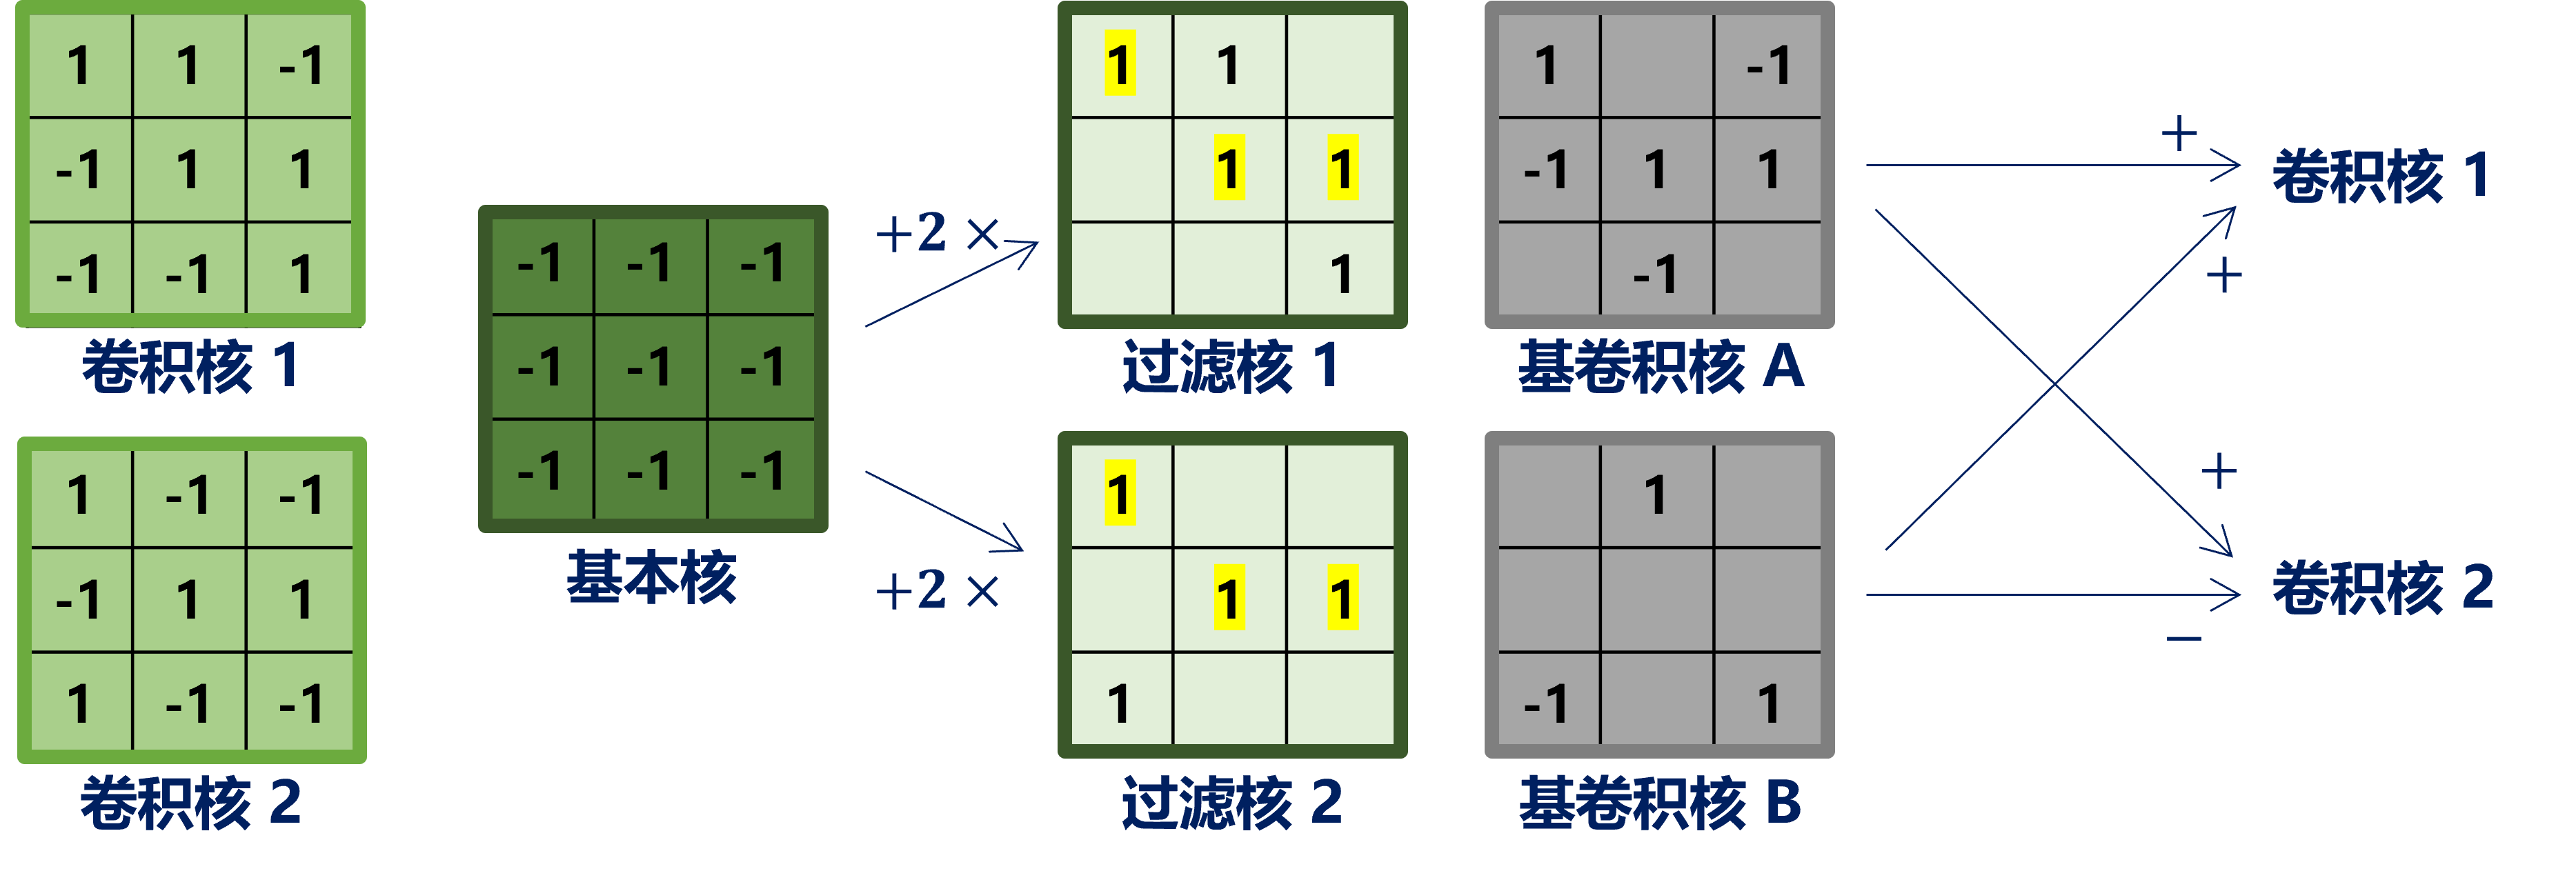 1 1 -1
-1 1 1
-1 -1 1
卷积核 1
1 -1 -1
-1 1 1
1 -1 -1
卷积核 2
-1 -1 -1
-1 -1 -1
-1 -1 -1
基本核
+2 ×
+2 ×
1 1
1 1
1
过滤核 1
1
1 1
1
过滤核 2
1 -1
-1 1 1
-1
基卷积核 A
1
-1 1
基卷积核 B
+
+
+
−
卷积核 1
卷积核 2